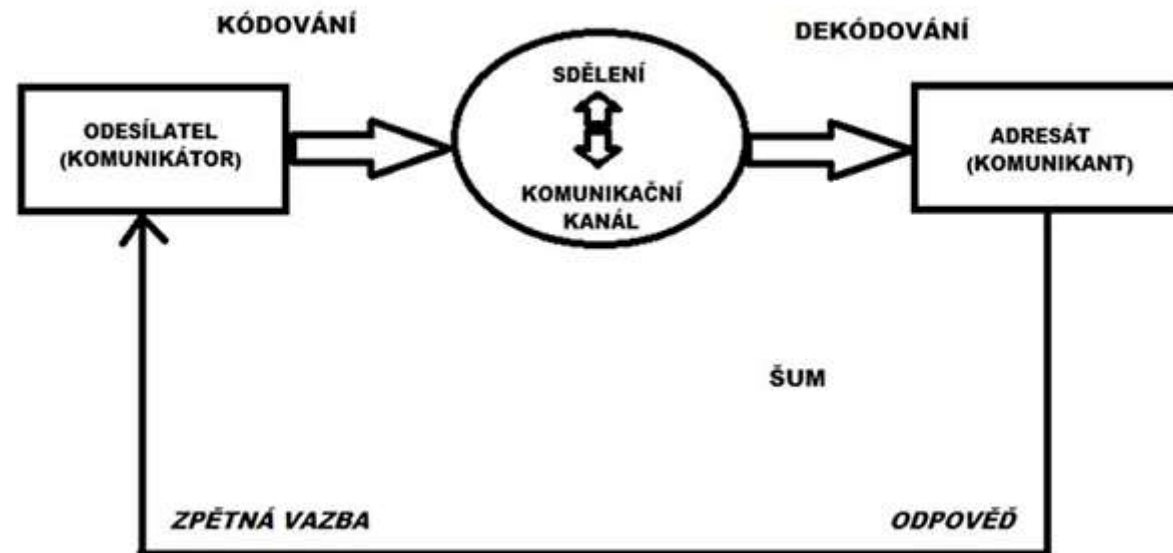 KÓDOVÁNÍ
DEKÓDOVÁNÍ
ODESÍLATEL
(KOMUNIKÁTOR)
SDĚLENÍ
KOMUNIKAČNÍ
KANÁL
ADRESÁT
(KOMUNIKANT)
ŠUM
ZPĚTNÁ VAZBA
ODPOVĚĎ